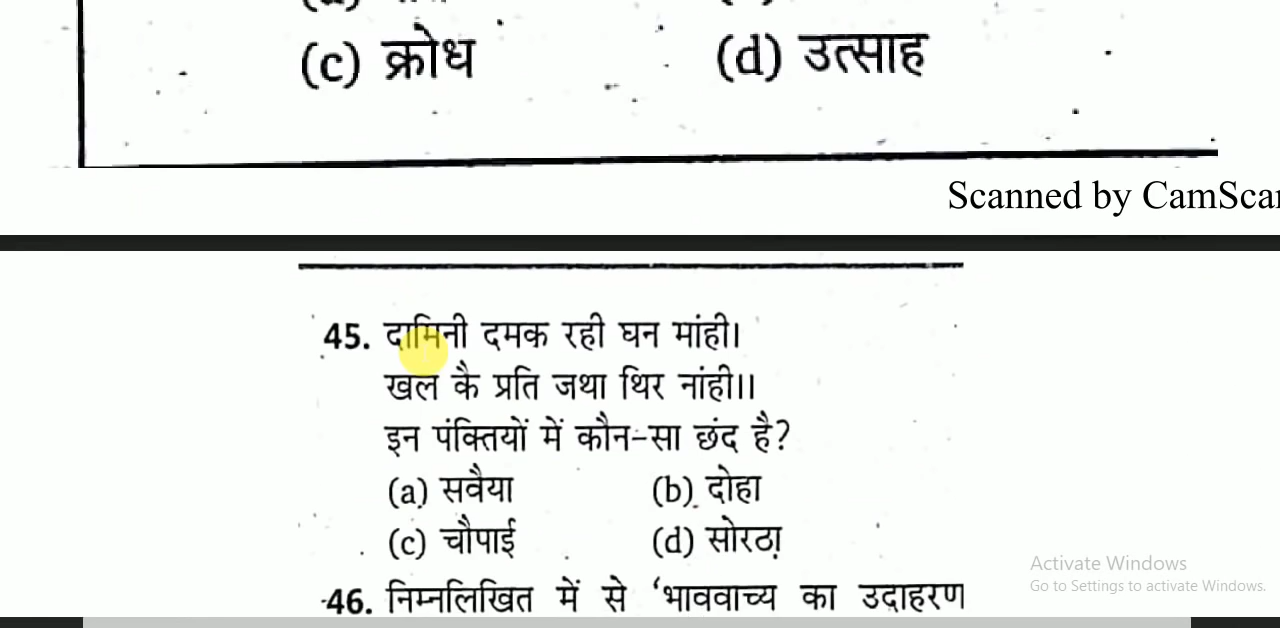 (c) क्रोध (d) उत्साह
Scanned by CamScan
45. दामिनी दमक रही घन मांही।
खल कै प्रति जथा थिर नांही।।
इन पंक्तियों में कौन-सा छंद है?
(a) सवैया (b) दोहा
(c) चौपाई (d) सोरठा
Activate Windows
Go to Settings to activate Windows.
46. निम्नलिखित में से 'भाववाच्य का उदाहरण